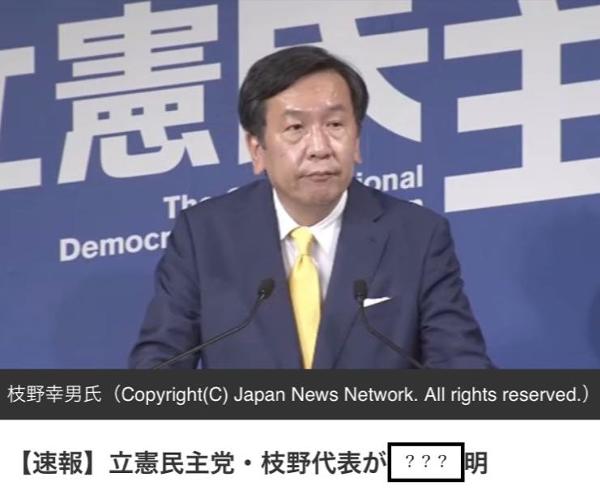 立憲民主
The ional
Democr n
枝野幸男氏（Copyright(C) Japan News Network. All rights reserved.）
【速報】立憲民主党・枝野代表が ？？？ 明